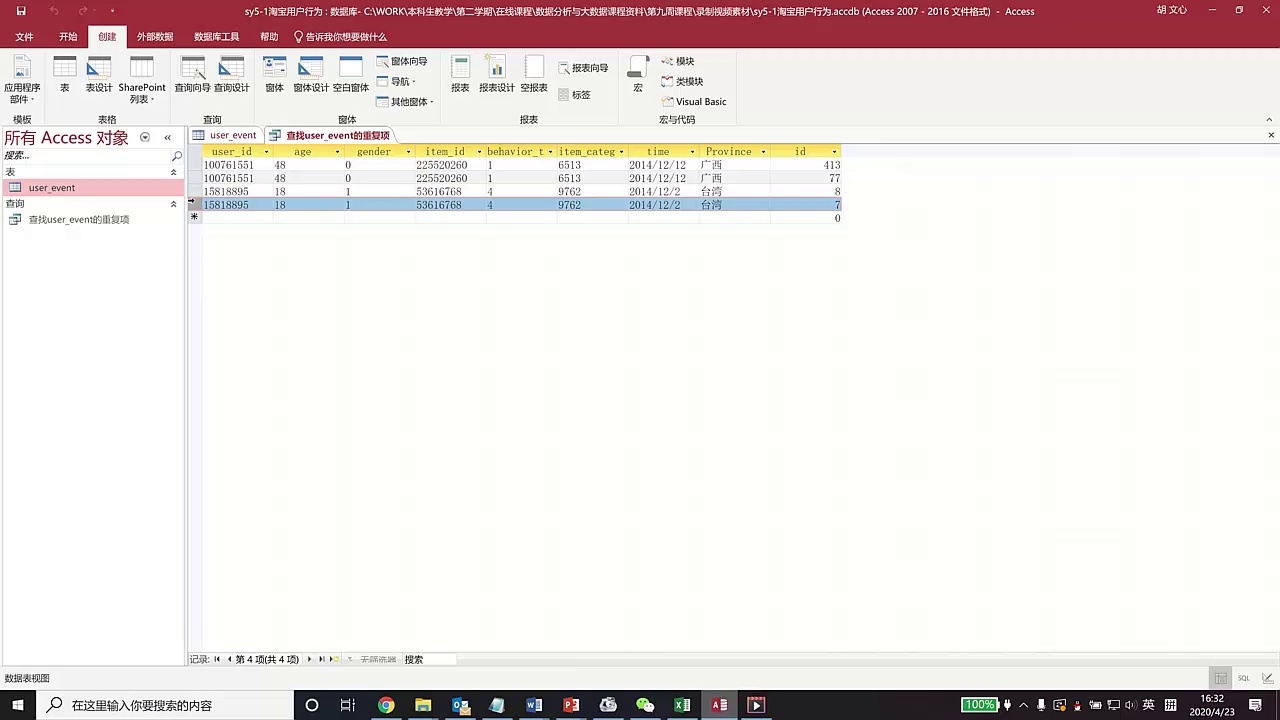 sy5-1淘宝用户行为 : 数据库- C:\WORK\本科生教学\第二学期\在线课程\数据分析与大数据课程资料\第九周课程\录制视频素材\sy5-1淘宝用户行为.accdb (Access 2007 - 2016 文件格式) - Access
胡 文心
文件 开始 创建 外部数据 数据库工具 帮助 告诉我你想要做什么
应用程序部件 表 表设计 SharePoint 列表 查询向导 查询设计 窗体 窗体设计 空白窗体 窗体向导 导航 其他窗体 报表 报表设计 空报表 报表向导 标签 宏 模块 类模块 Visual Basic
模板 表格 查询 窗体 报表 宏与代码
所有 Access 对象
搜索...
表
user_event
查询
查找user_event的重复项
user_event 查找user_event的重复项
user_id age gender item_id behavior_t item_categ time Province id
100761551 48 0 225520260 1 6513 2014/12/12 广西 413
100761551 48 0 225520260 1 6513 2014/12/12 广西 77
15818895 18 1 53616768 4 9762 2014/12/2 台湾 8
15818895 18 1 53616768 4 9762 2014/12/2 台湾 7
0
记录: 第 4 项(共 4 项) 无筛选器 搜索
数据表视图 SQL
在这里输入你要搜索的内容 100% 英 16:32
2020/4/23